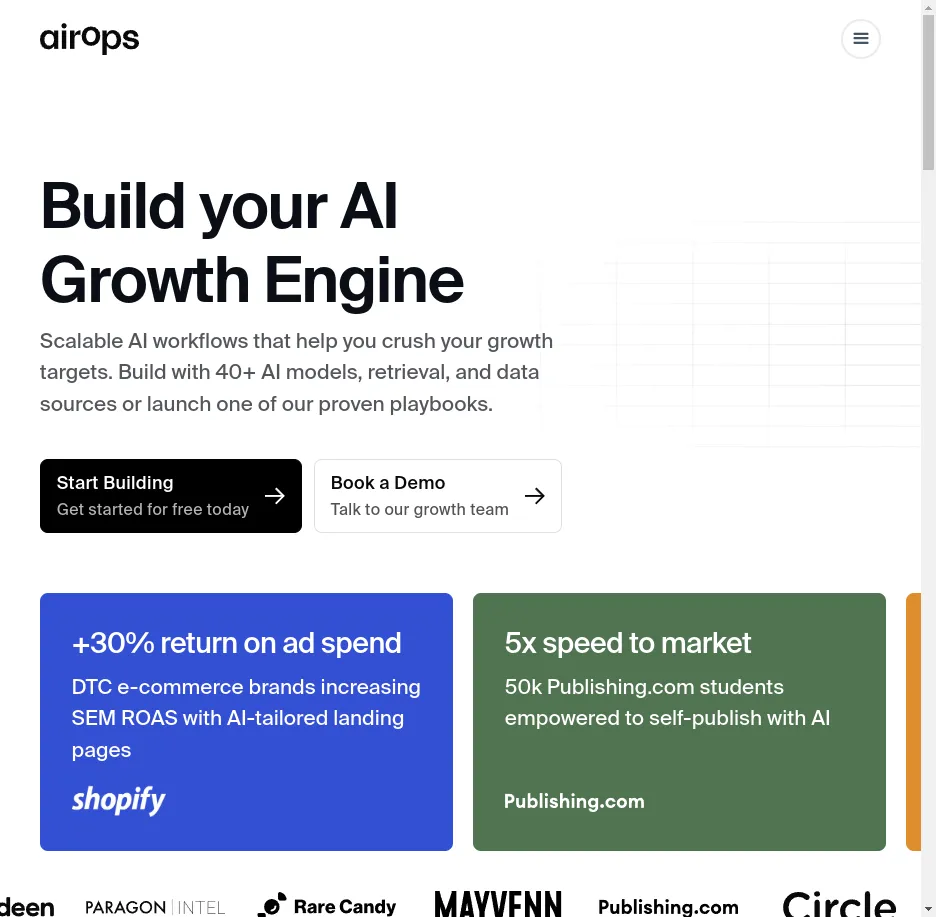 airOps
Build your AI
Growth Engine
Scalable AI workflows that help you crush your growth
targets. Build with 40+ AI models, retrieval, and data
sources or launch one of our proven playbooks.
Start Building
Get started for free today
Book a Demo
Talk to our growth team
+30% return on ad spend
DTC e-commerce brands increasing
SEM ROAS with AI-tailored landing
pages
shopify
5x speed to market
50k Publishing.com students
empowered to self-publish with AI
Publishing.com
deen
PARAGON | INTEL
Rare Candy
MAYVENN
Publishing.com
Circle